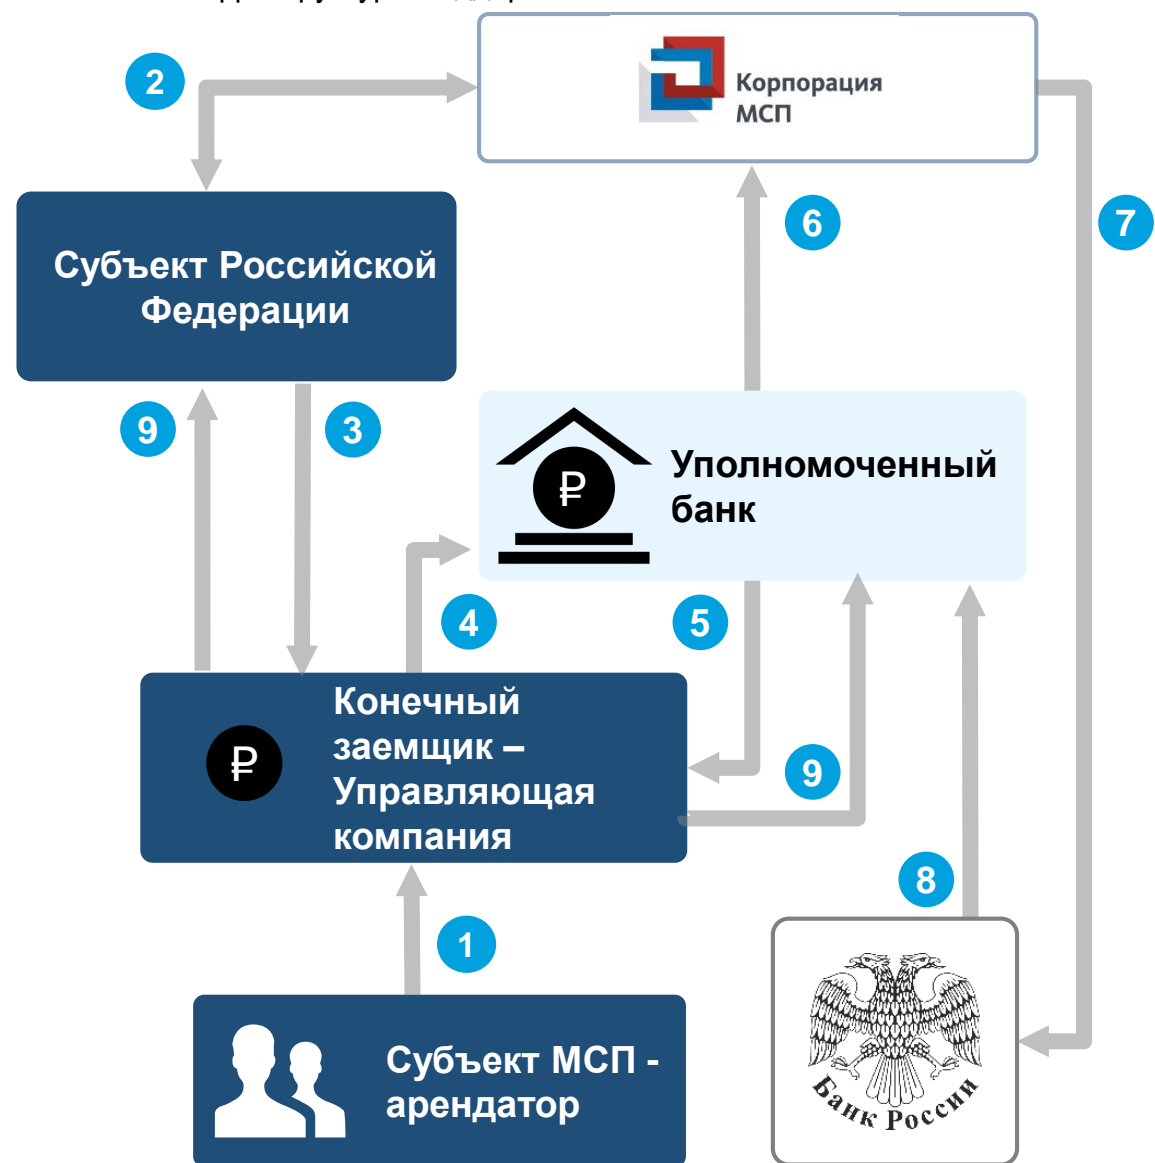 2
Корпорация
МСП
6
7
Субъект Российской
Федерации
9
3
₽
Уполномоченный
банк
4
5
₽
Конечный
заемщик –
Управляющая
компания
9
8
1
Субъект МСП -
арендатор
Банк России